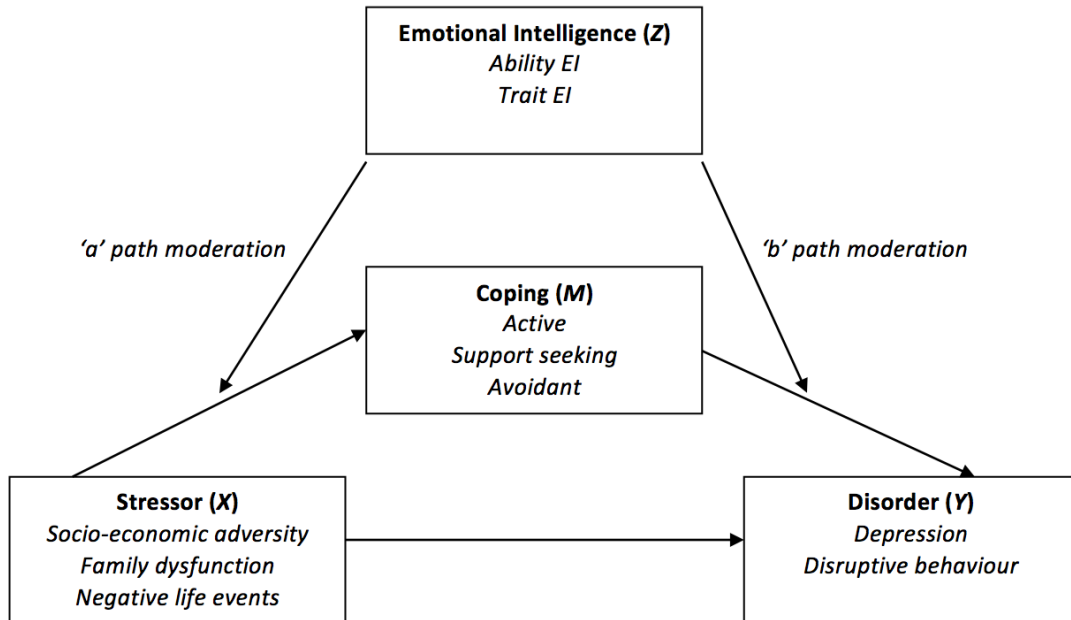 Emotional Intelligence (Z)
Ability EI
Trait EI
‘a’ path moderation
‘b’ path moderation
Coping (M)
Active
Support seeking
Avoidant
Stressor (X)
Socio-economic adversity
Family dysfunction
Negative life events
Disorder (Y)
Depression
Disruptive behaviour